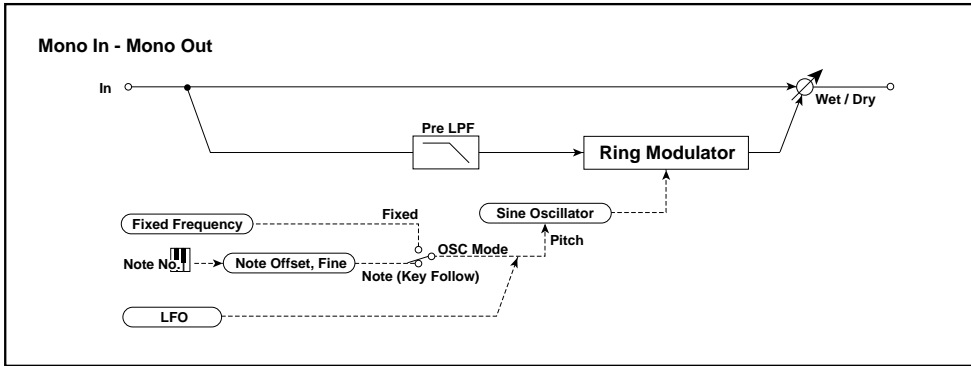 Mono In - Mono Out
In
Wet / Dry
Pre LPF
Ring Modulator
Fixed Frequency
Fixed
Sine Oscillator
OSC Mode
Pitch
Note No.
Note Offset, Fine
Note (Key Follow)
LFO